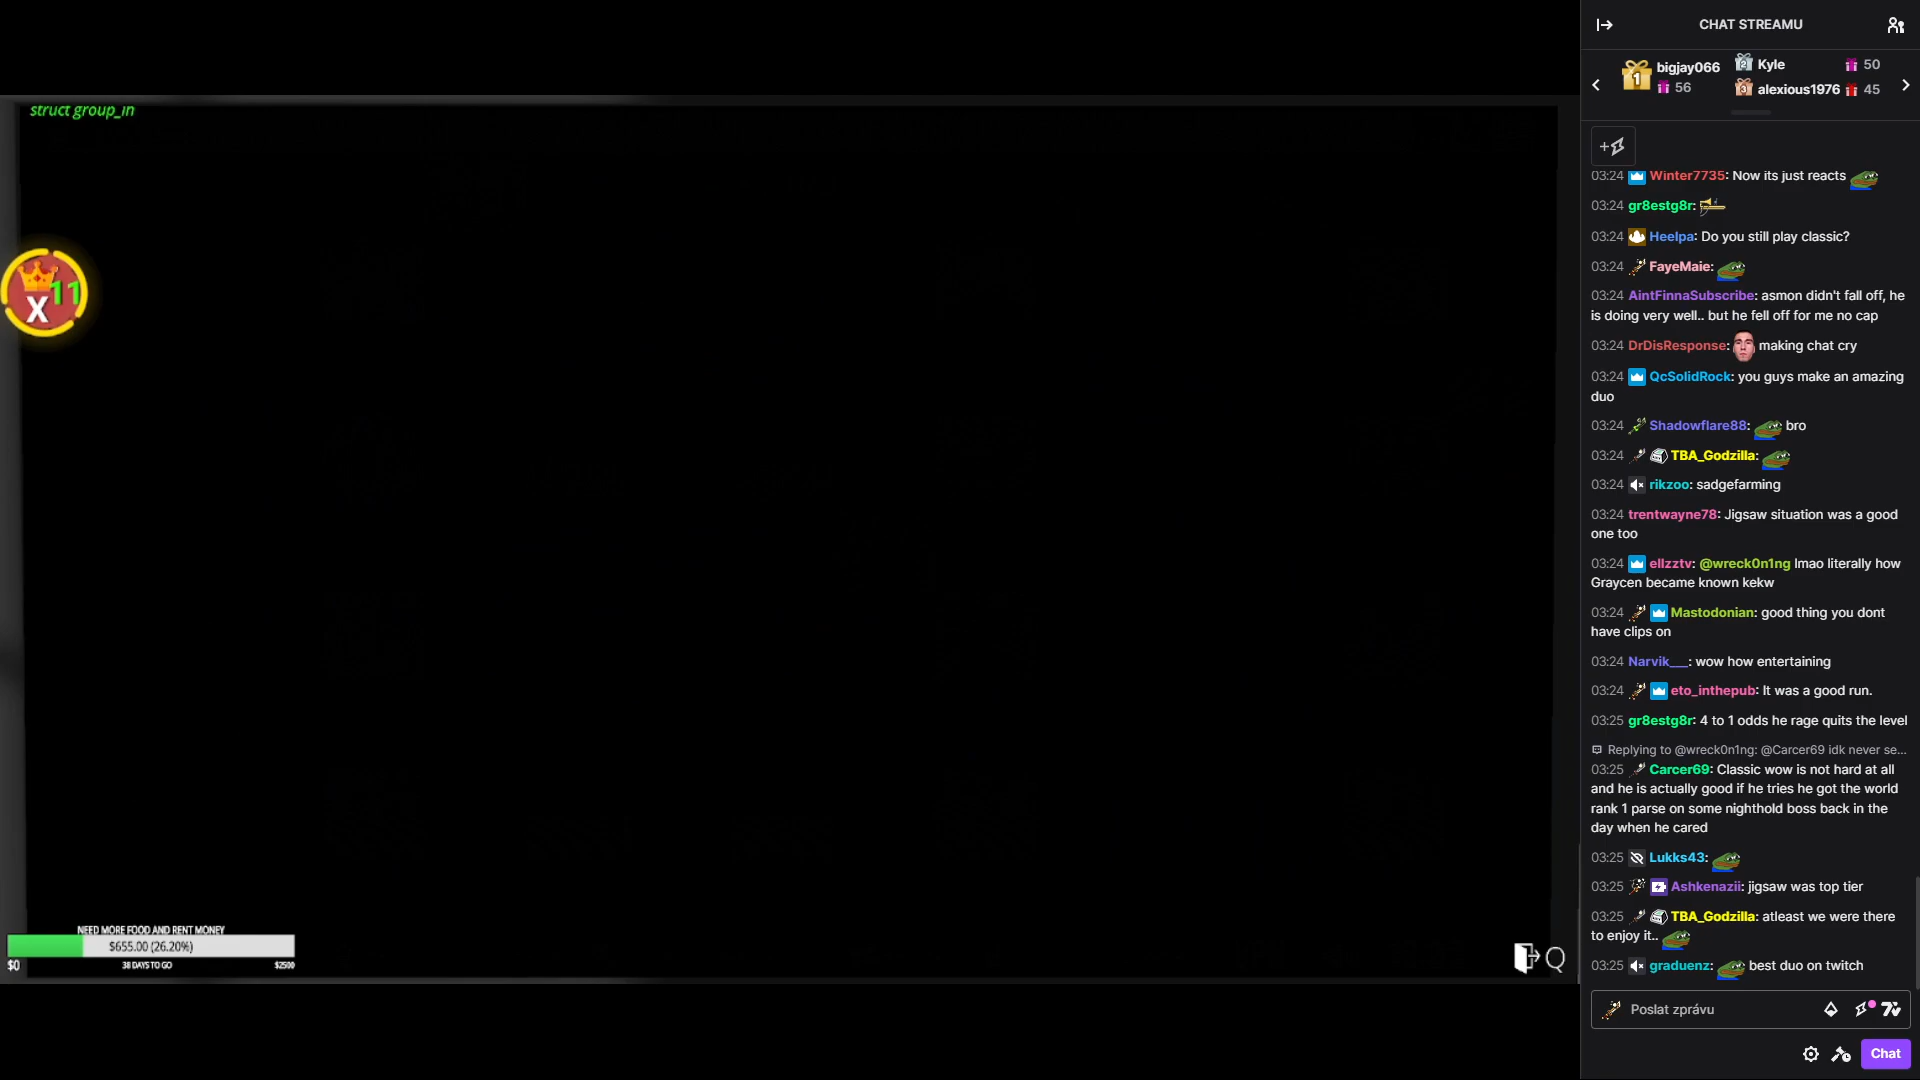 struct group_in
X11
NEED MORE FOOD AND RENT MONEY
$655.00 (26.20%)
$0
38 DAYS TO GO
$2500
Q
CHAT STREAMU
1 bigjay066
56
2 Kyle 50
3 alexious1976 45
03:24 Winter7735: Now its just reacts
03:24 gr8estg8r:
03:24 Heelpa: Do you still play classic?
03:24 FayeMaie:
03:24 AintFinnaSubscribe: asmon didn't fall off, he
is doing very well.. but he fell off for me no cap
03:24 DrDisResponse: making chat cry
03:24 QcSolidRock: you guys make an amazing
duo
03:24 Shadowflare88: bro
03:24 TBA_Godzilla:
03:24 rikzoo: sadgefarming
03:24 trentwayne78: Jigsaw situation was a good
one too
03:24 ellzztv: @wreck0n1ng lmao literally how
Graycen became known kekw
03:24 Mastodonian: good thing you dont
have clips on
03:24 Narvik___: wow how entertaining
03:24 eto_inthepub: It was a good run.
03:25 gr8estg8r: 4 to 1 odds he rage quits the level
Replying to @wreck0n1ng: @Carcer69 idk never se...
03:25 Carcer69: Classic wow is not hard at all
and he is actually good if he tries he got the world
rank 1 parse on some nighthold boss back in the
day when he cared
03:25 Lukks43:
03:25 Ashkenazii: jigsaw was top tier
03:25 TBA_Godzilla: atleast we were there
to enjoy it..
03:25 graduenz: best duo on twitch
Poslat zprávu
Chat